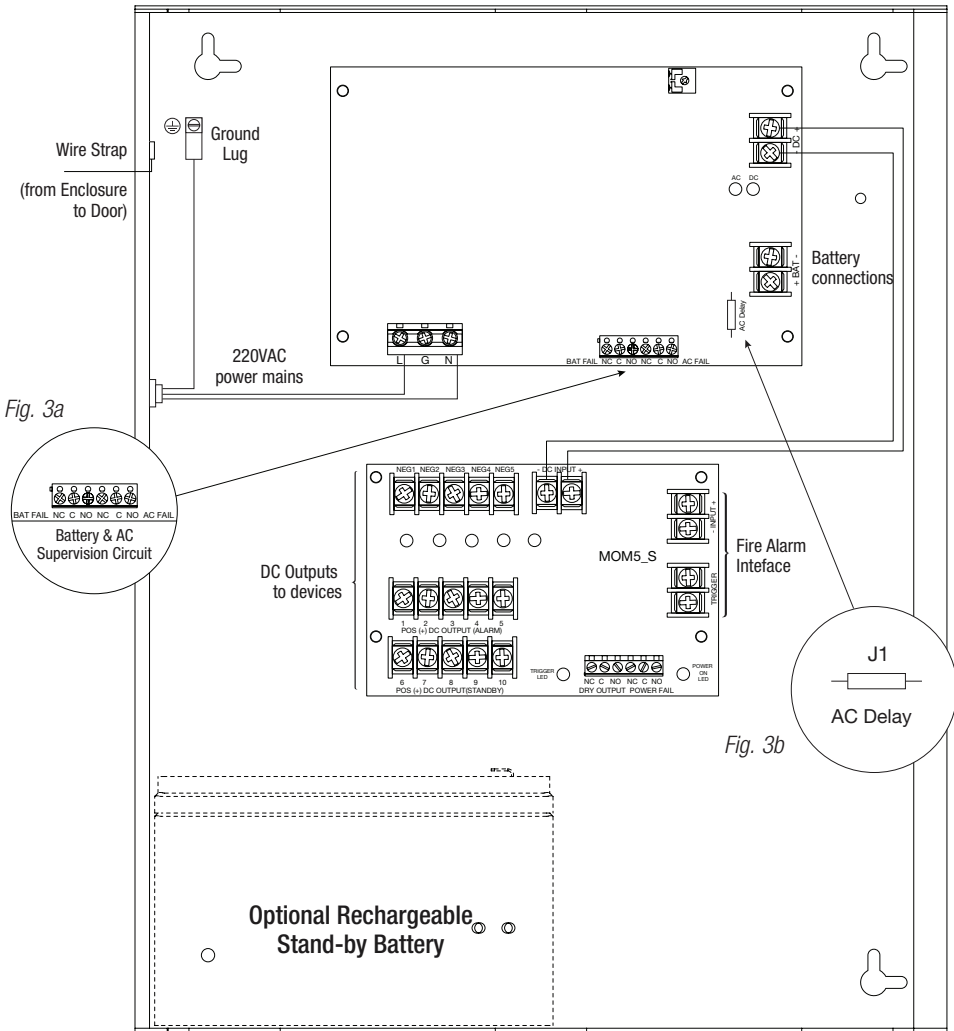 Wire Strap
(from Enclosure
to Door)
Ground
Lug
- DC +
AC DC
+ BAT -
Battery
connections
AC Delay
L G N
220VAC
power mains
BAT FAIL NC C NO NC C NO AC FAIL
Fig. 3a
BAT FAIL NC C NO NC C NO AC FAIL
Battery & AC
Supervision Circuit
NEG1 NEG2 NEG3 NEG4 NEG5 - DC INPUT +
DC Outputs
to devices
MOM5_S
- INPUT +
TRIGGER
Fire Alarm
Inteface
1 2 3 4 5
POS (+) DC OUTPUT (ALARM)
6 7 8 9 10
POS (+) DC OUTPUT(STANDBY)
TRIGGER
LED
NC C NO NC C NO
DRY OUTPUT POWER FAIL
POWER
ON
LED
J1
AC Delay
Fig. 3b
Optional Rechargeable
Stand-by Battery